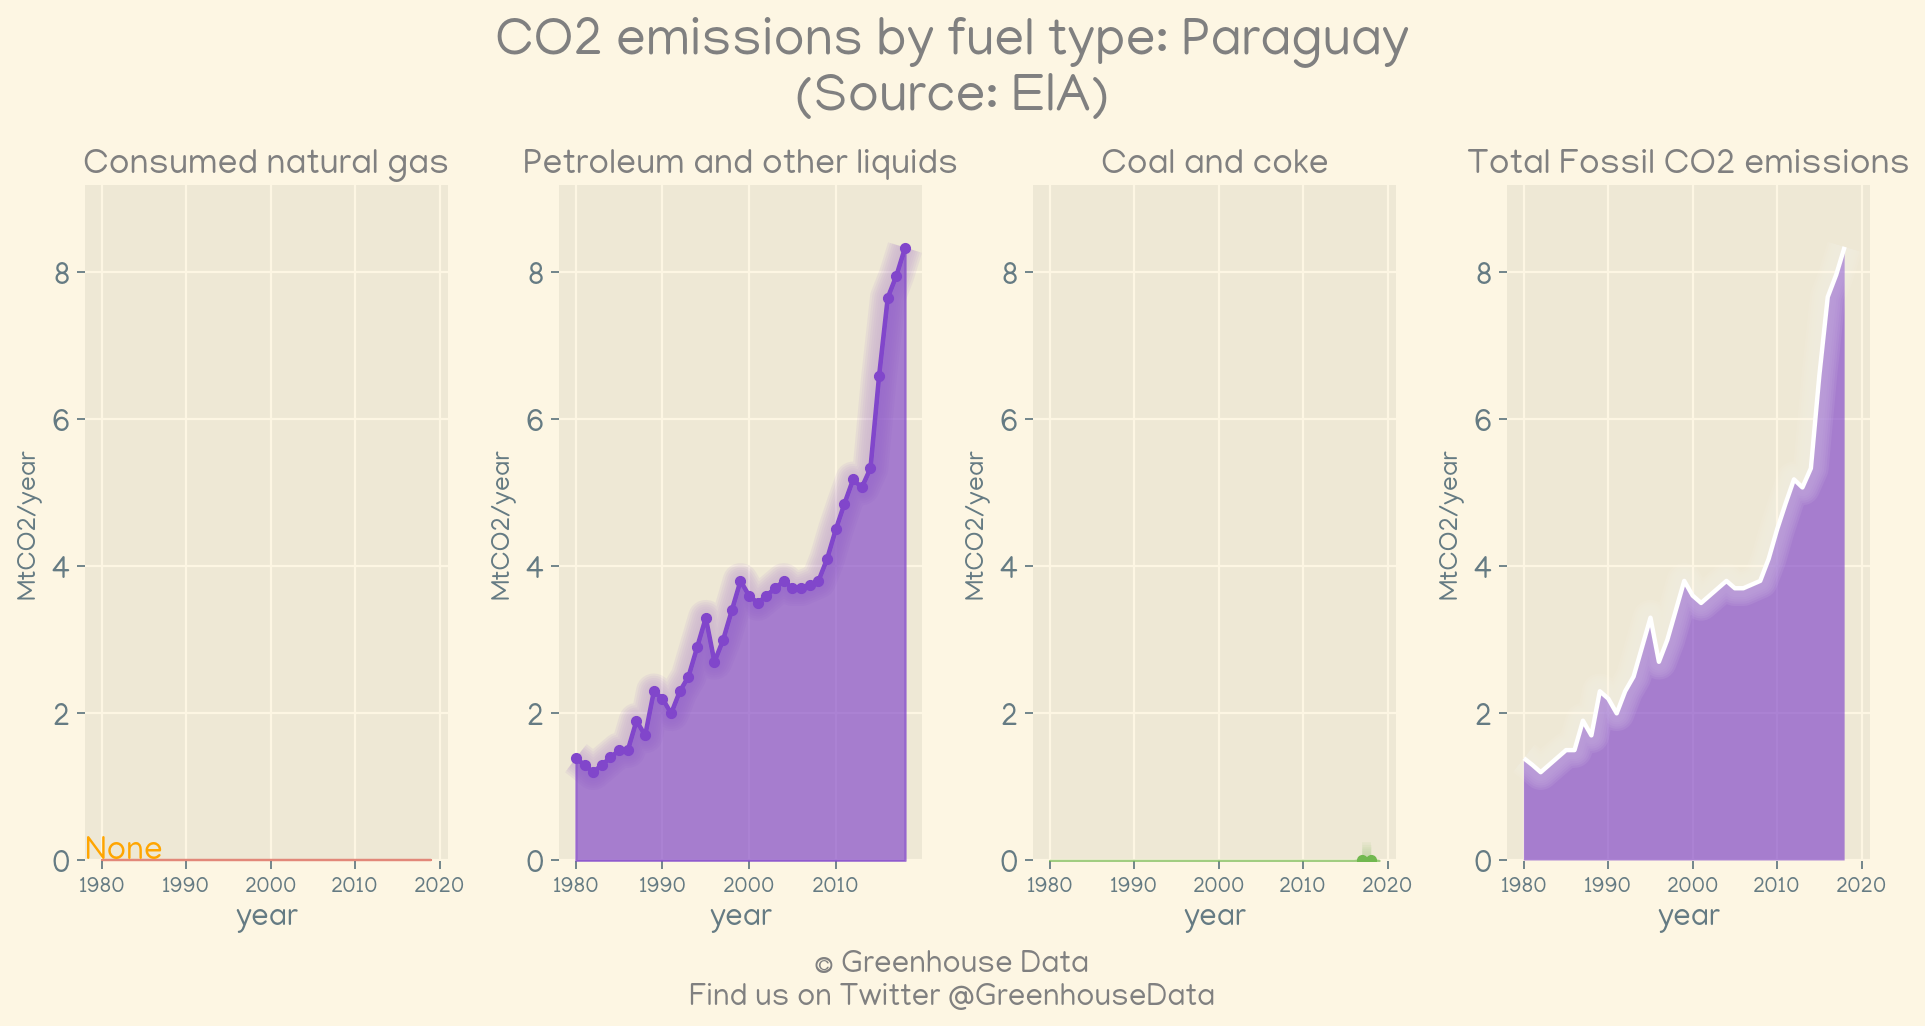 CO2 emissions by fuel type: Paraguay
(Source: EIA)
Consumed natural gas
8
6
4
2
0
MtCO2/year
None
1980 1990 2000 2010 2020
year
Petroleum and other liquids
8
6
4
2
0
MtCO2/year
1980 1990 2000 2010
year
Coal and coke
8
6
4
2
0
MtCO2/year
1980 1990 2000 2010 2020
year
Total Fossil CO2 emissions
8
6
4
2
0
MtCO2/year
1980 1990 2000 2010 2020
year
© Greenhouse Data
Find us on Twitter @GreenhouseData